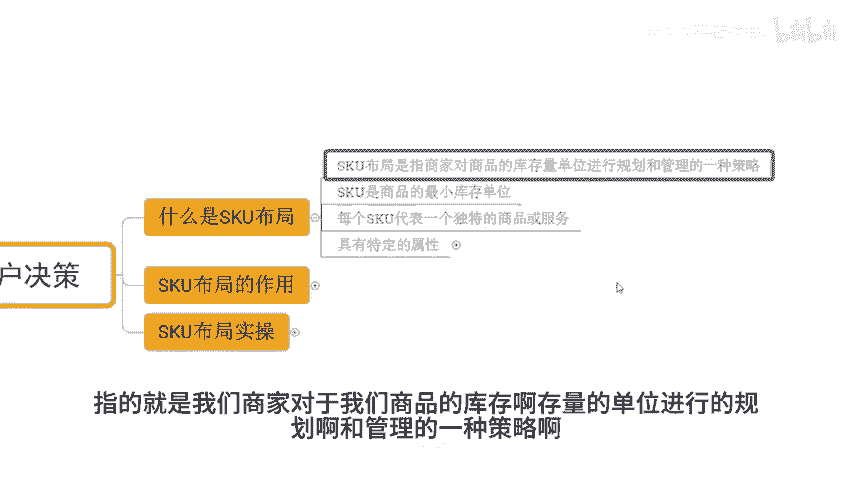 bilibili
SKU布局是指商家对商品的库存量单位进行规划和管理的一种策略
SKU是商品的最小库存单位
什么是SKU布局
每个SKU代表一个独特的商品或服务
具有特定的属性
户决策
SKU布局的作用
SKU布局实操
指的就是我们商家对于我们商品的库存啊存量的单位进行的规
划啊和管理的一种策略啊